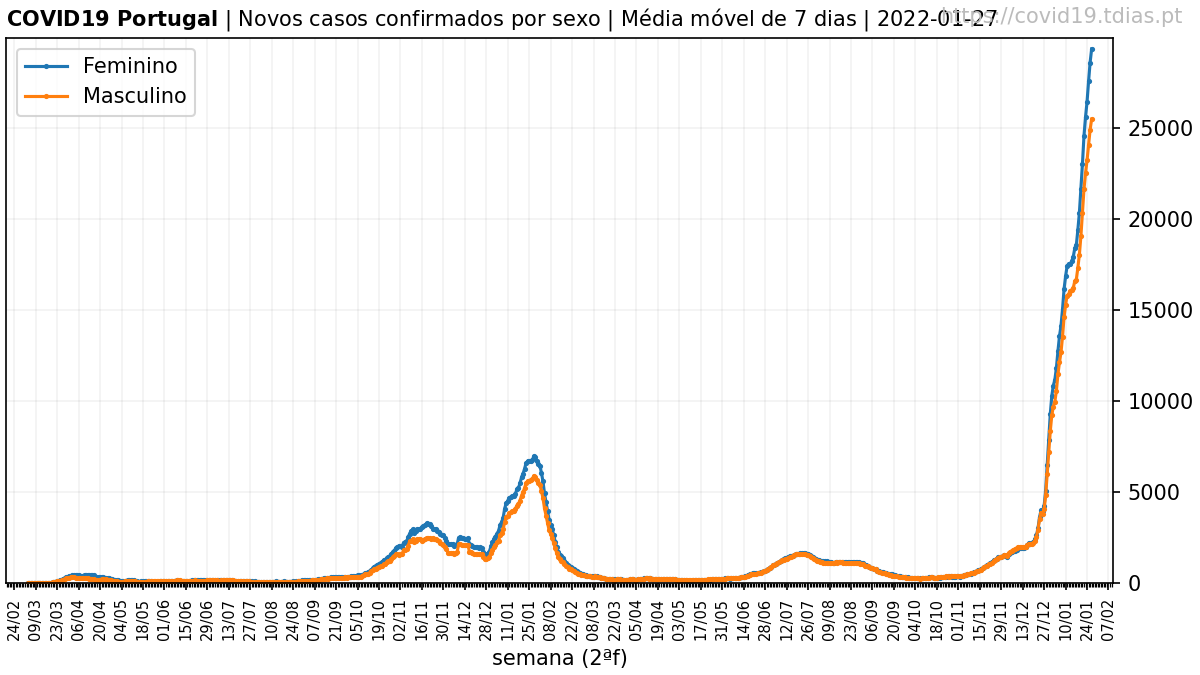 COVID19 Portugal | Novos casos confirmados por sexo | Média móvel de 7 dias | 2022-01-27
https://covid19.tdias.pt
Feminino
Masculino
25000
20000
15000
10000
5000
0
24/02 09/03 23/03 06/04 20/04 04/05 18/05 01/06 15/06 29/06 13/07 27/07 10/08 24/08 07/09 21/09 05/10 19/10 02/11 16/11 30/11 14/12 28/12 11/01 25/01 08/02 22/02 08/03 22/03 05/04 19/04 03/05 17/05 31/05 14/06 28/06 12/07 26/07 09/08 23/08 06/09 20/09 04/10 18/10 01/11 15/11 29/11 13/12 27/12 10/01 24/01 07/02
semana (2ªf)